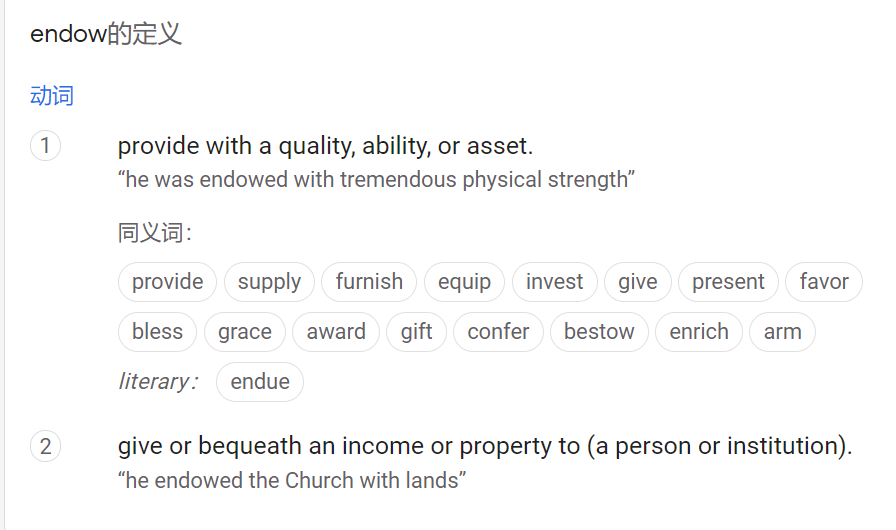 endow的定义
动词
1 provide with a quality, ability, or asset.
“he was endowed with tremendous physical strength”
同义词：
provide supply furnish equip invest give present favor
bless grace award gift confer bestow enrich arm
literary： endue
2 give or bequeath an income or property to (a person or institution).
“he endowed the Church with lands”